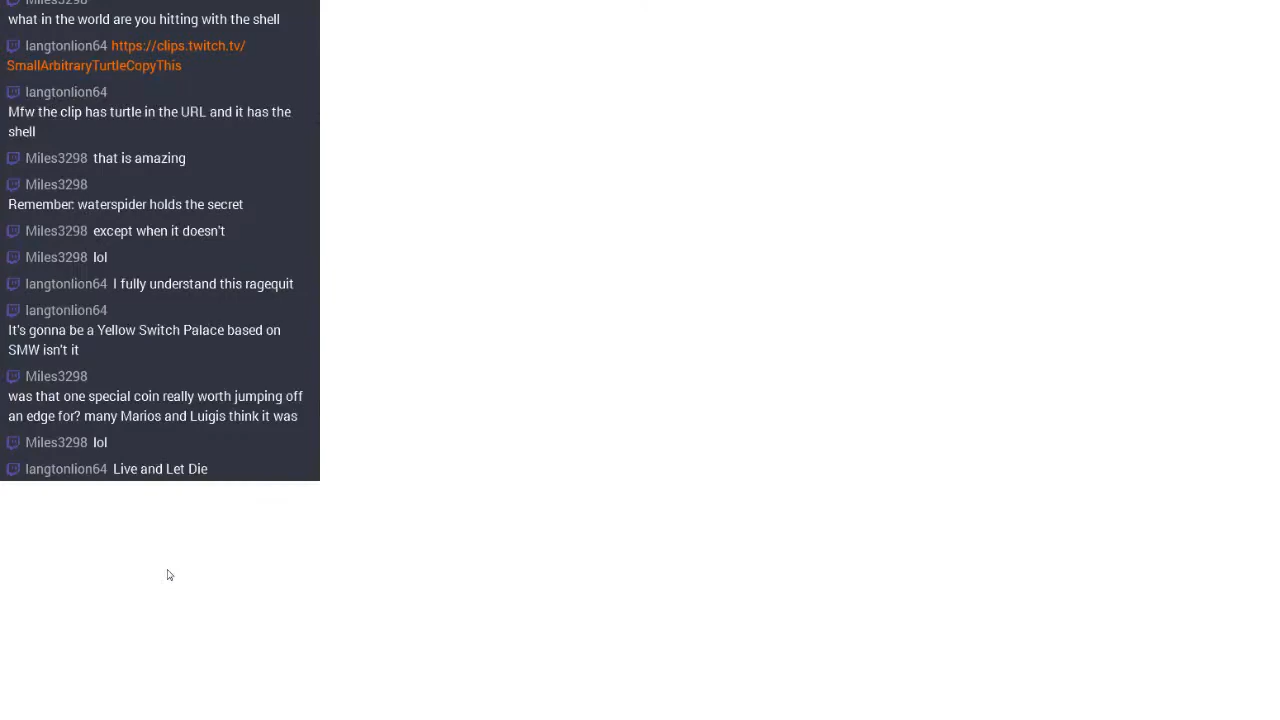 Miles3298
what in the world are you hitting with the shell
langtonlion64 https://clips.twitch.tv/
SmallArbitraryTurtleCopyThis
langtonlion64
Mfw the clip has turtle in the URL and it has the
shell
Miles3298 that is amazing
Miles3298
Remember: waterspider holds the secret
Miles3298 except when it doesn't
Miles3298 lol
langtonlion64 I fully understand this ragequit
langtonlion64
It's gonna be a Yellow Switch Palace based on
SMW isn't it
Miles3298
was that one special coin really worth jumping off
an edge for? many Marios and Luigis think it was
Miles3298 lol
langtonlion64 Live and Let Die